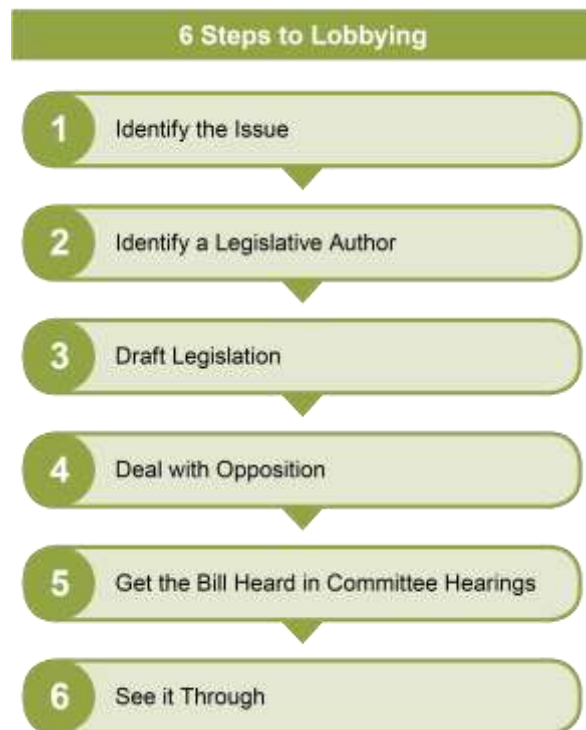 6 Steps to Lobbying
1 Identify the Issue
2 Identify a Legislative Author
3 Draft Legislation
4 Deal with Opposition
5 Get the Bill Heard in Committee Hearings
6 See it Through